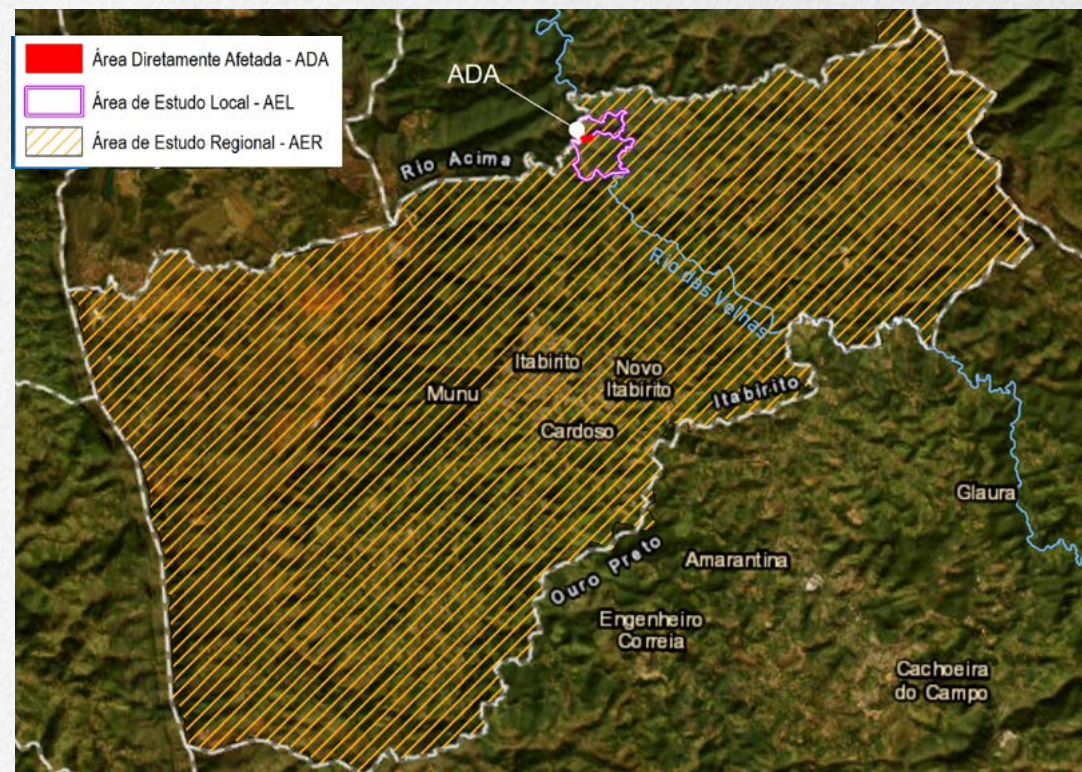 Área Diretamente Afetada - ADA
Área de Estudo Local - AEL
Área de Estudo Regional - AER
ADA
Rio Acima
Rio das Velhas
Itabirito
Novo
Itabirito
Munu
Itabirito
Cardoso
Glaura
Ouro Preto
Amarantina
Engenheiro
Correia
Cachoeira
do Campo